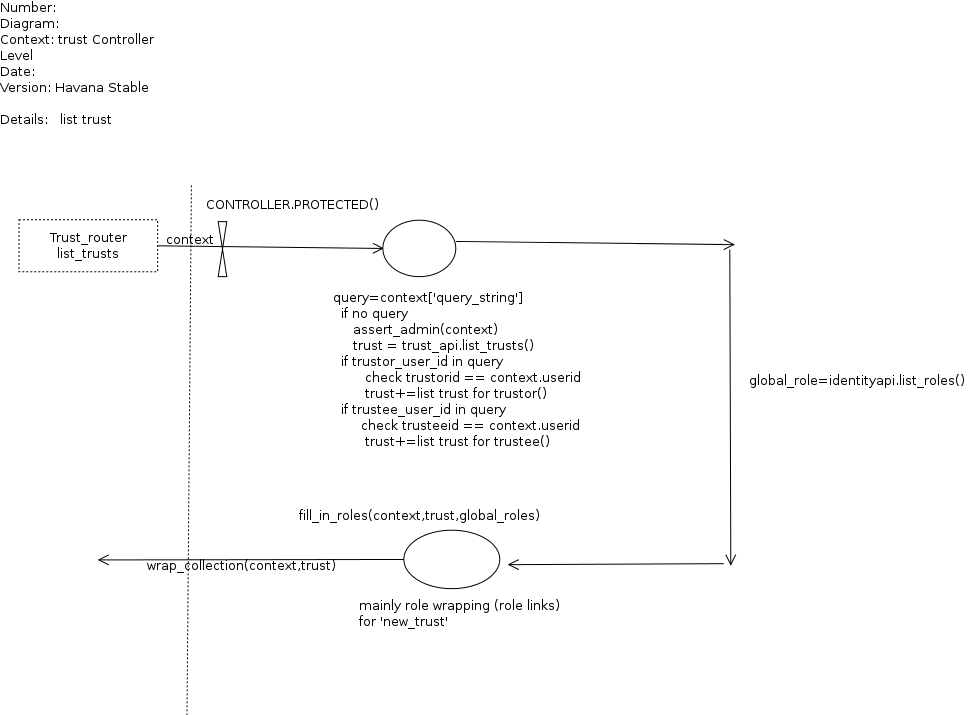 Number:
Diagram:
Context: trust Controller
Level
Date:
Version: Havana Stable
Details:   list trust
CONTROLLER.PROTECTED()
Trust_router
list_trusts
context
query=context['query_string']
if no query
assert_admin(context)
trust = trust_api.list_trusts()
if trustor_user_id in query
check trustorid == context.userid
trust+=list trust for trustor()
if trustee_user_id in query
check trusteeid == context.userid
trust+=list trust for trustee()
global_role=identityapi.list_roles()
fill_in_roles(context,trust,global_roles)
wrap_collection(context,trust)
mainly role wrapping (role links)
for 'new_trust'